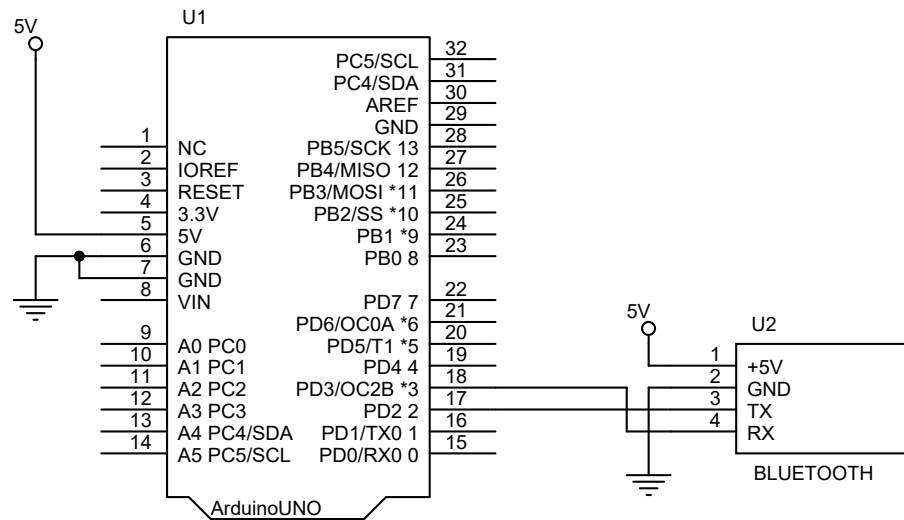 U1
5V
1 NC
2 IOREF
3 RESET
4 3.3V
5 5V
6 GND
7 GND
8 VIN
9 A0 PC0
10 A1 PC1
11 A2 PC2
12 A3 PC3
13 A4 PC4/SDA
14 A5 PC5/SCL
PC5/SCL 32
PC4/SDA 31
AREF 30
GND 29
PB5/SCK 13 28
PB4/MISO 12 27
PB3/MOSI *11 26
PB2/SS *10 25
PB1 *9 24
PB0 8 23
PD7 7 22
PD6/OC0A *6 21
PD5/T1 *5 20
PD4 4 19
PD3/OC2B *3 18
PD2 2 17
PD1/TX0 1 16
PD0/RX0 0 15
ArduinoUNO
5V
U2
1 +5V
2 GND
3 TX
4 RX
BLUETOOTH